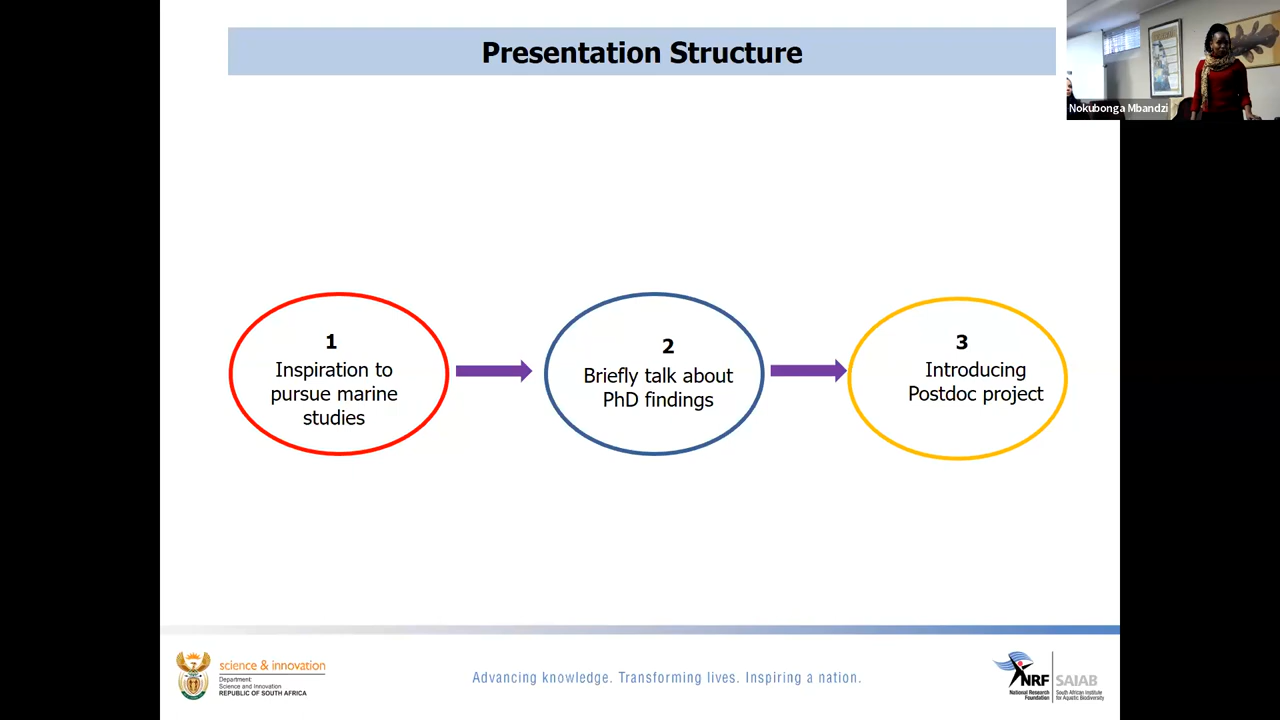 Presentation Structure
Nokubonga Mbandzi
1
Inspiration to
pursue marine
studies
2
Briefly talk about
PhD findings
3
Introducing
Postdoc project
science & innovation
Department:
Science and Innovation
REPUBLIC OF SOUTH AFRICA
Advancing knowledge. Transforming lives. Inspiring a nation.
NRF
National Research
Foundation
SAIAB
South African Institute
for Aquatic Biodiversity